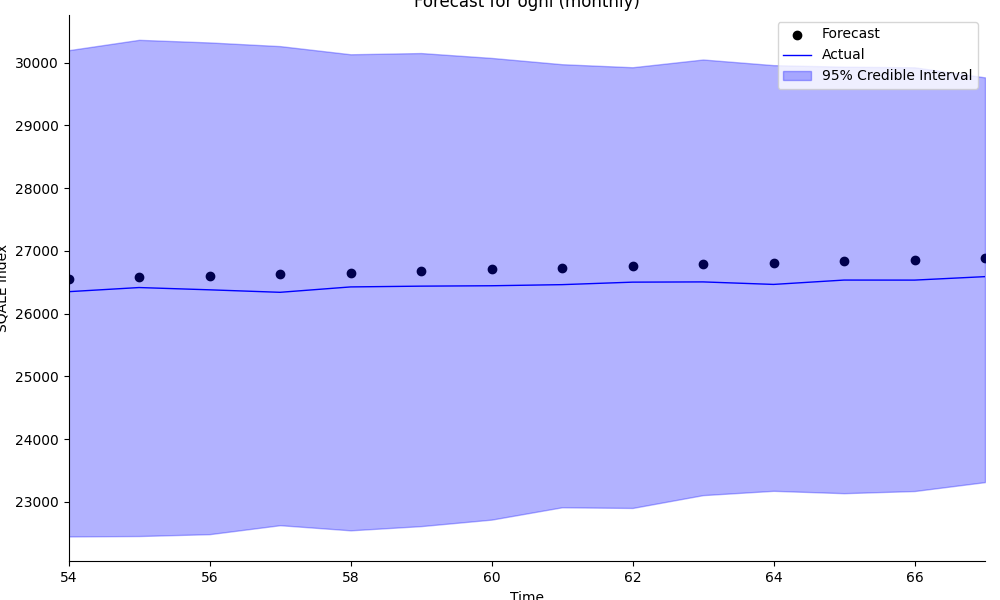 Forecast for ogni (monthly)
Forecast
Actual
95% Credible Interval
30000
29000
28000
27000
26000
25000
24000
23000
SQALE Index
54
56
58
60
62
64
66
Time